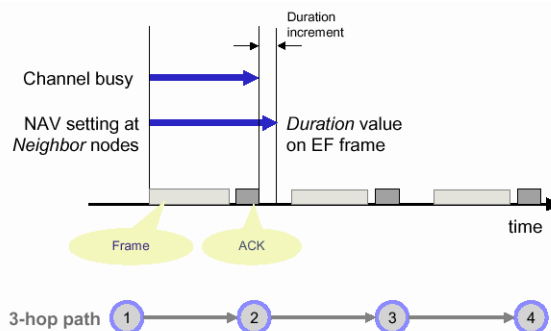 Duration
increment
Channel busy
NAV setting at
Neighbor nodes
Duration value
on EF frame
time
Frame
ACK
3-hop path
1
2
3
4